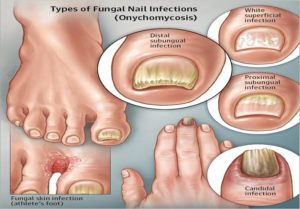 Types of Fungal Nail Infections
(Onychomycosis)
Distal
subungual
infection
White
superficial
infection
Proximal
subungual
infection
Candidal
infection
Fungal skin infection
(athlete's foot)